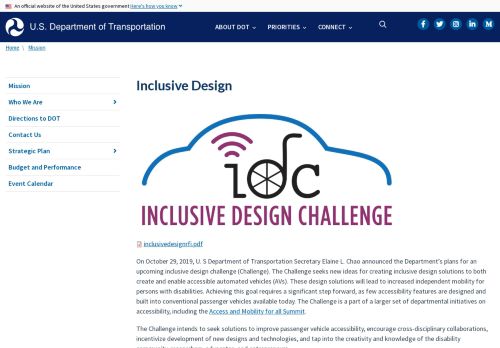 An official website of the United States government Here's how you know
U.S. Department of Transportation
ABOUT DOT
PRIORITIES
CONNECT
Home \ Mission
Mission
Who We Are
Directions to DOT
Contact Us
Strategic Plan
Budget and Performance
Event Calendar
Inclusive Design
idc
INCLUSIVE DESIGN CHALLENGE
inclusivedesignrfi.pdf
On October 29, 2019, U. S Department of Transportation Secretary Elaine L. Chao announced the Department's plans for an
upcoming inclusive design challenge (Challenge). The Challenge seeks new ideas for creating inclusive design solutions to both
create and enable accessible automated vehicles (AVs). These design solutions will lead to increased independent mobility for
persons with disabilities. Achieving this goal requires a significant step forward, as few accessibility features are designed and
built into conventional passenger vehicles available today. The Challenge is a part of a larger set of departmental initiatives on
accessibility, including the Access and Mobility for all Summit.
The Challenge intends to seek solutions to improve passenger vehicle accessibility, encourage cross-disciplinary collaborations,
incentivize development of new designs and technologies, and tap into the creativity and knowledge of the disability